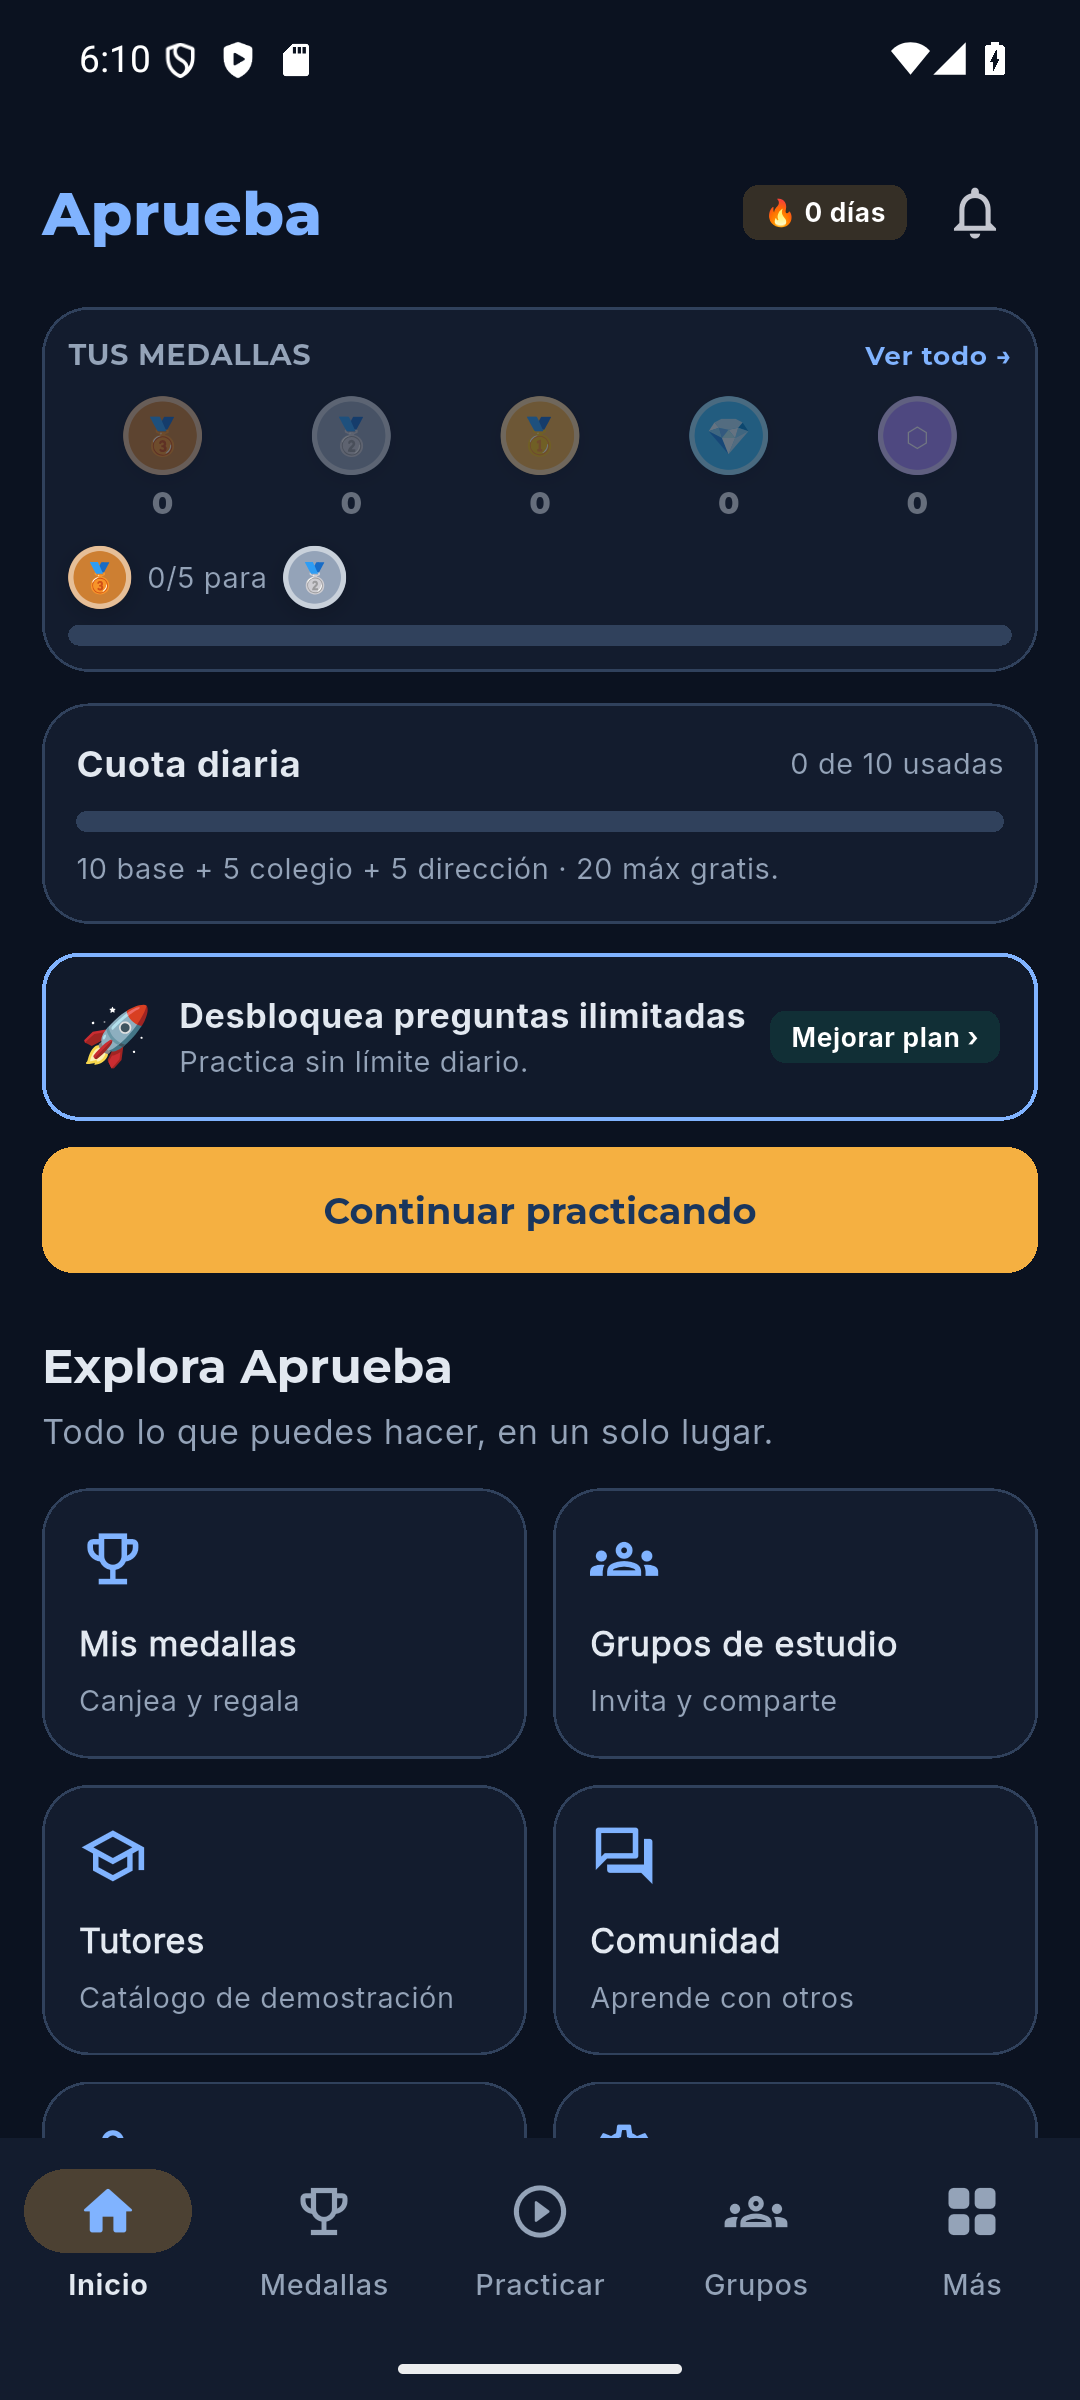 6:10
Aprueba
🔥 0 días
TUS MEDALLAS
Ver todo →
0 0 0 0 0
0/5 para
Cuota diaria
0 de 10 usadas
10 base + 5 colegio + 5 dirección · 20 máx gratis.
Desbloquea preguntas ilimitadas
Practica sin límite diario.
Mejorar plan ›
Continuar practicando
Explora Aprueba
Todo lo que puedes hacer, en un solo lugar.
Mis medallas
Canjea y regala
Grupos de estudio
Invita y comparte
Tutores
Catálogo de demostración
Comunidad
Aprende con otros
Inicio
Medallas
Practicar
Grupos
Más